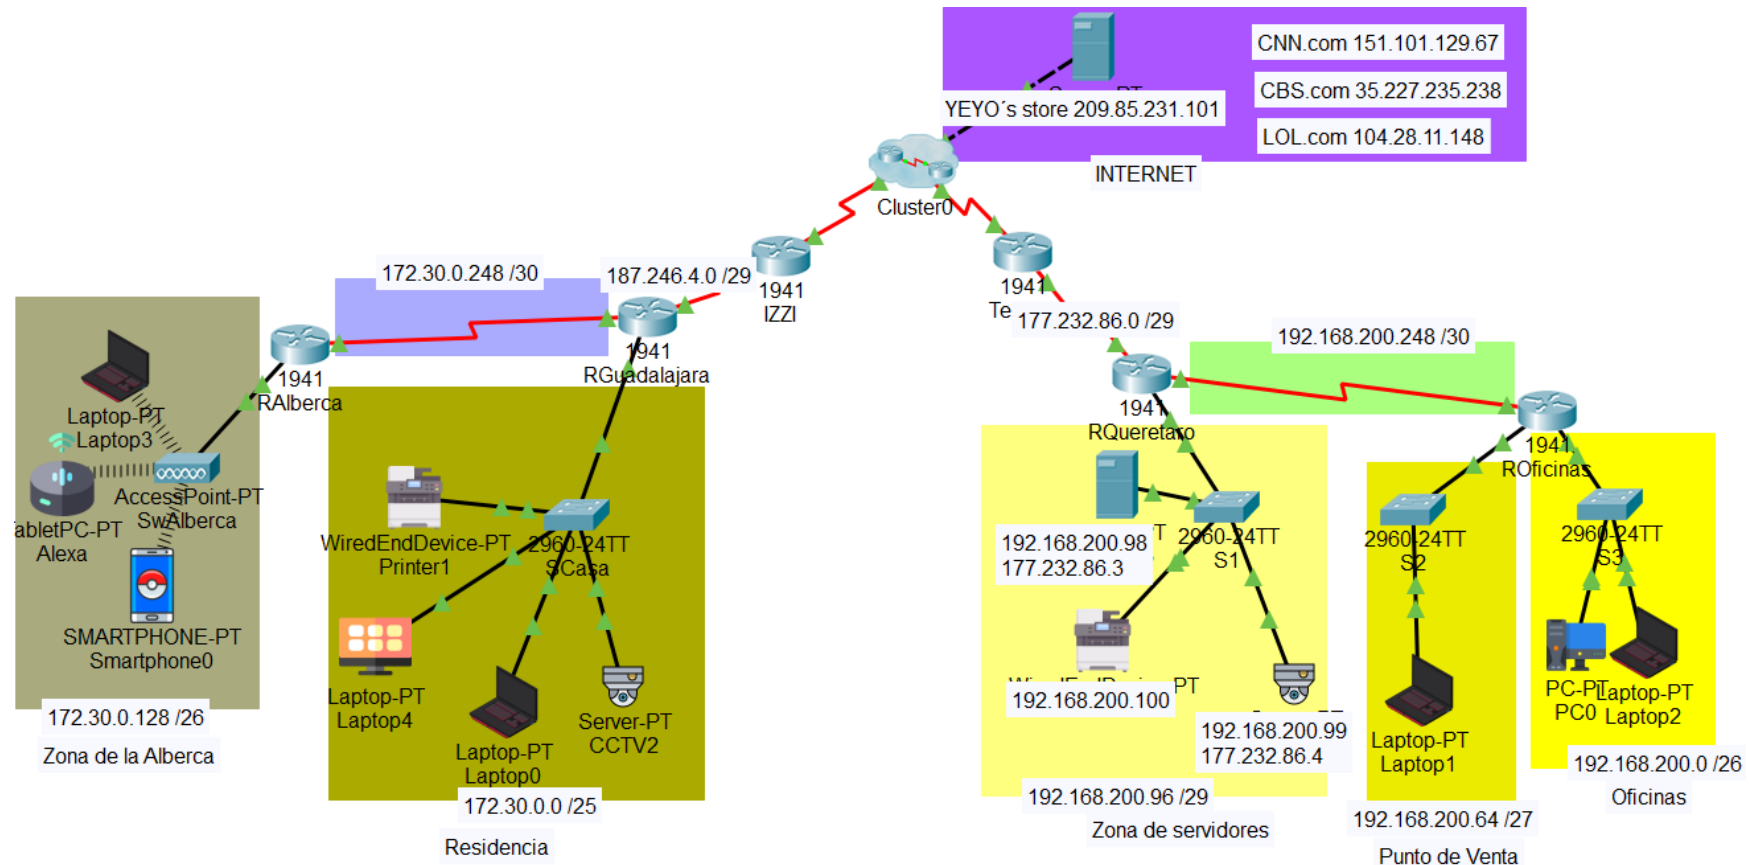 CNN.com 151.101.129.67
CBS.com 35.227.235.238
YEYO´s store 209.85.231.101
LOL.com 104.28.11.148
INTERNET
Cluster0
172.30.0.248 /30
187.246.4.0 /29
1941
IZZI
1941
Te
177.232.86.0 /29
192.168.200.248 /30
1941
RAlberca
1941
RGuadalajara
1941
RQueretaro
1941
ROficinas
Laptop-PT
Laptop3
AccessPoint-PT
SwAlberca
TabletPC-PT
Alexa
SMARTPHONE-PT
Smartphone0
172.30.0.128 /26
Zona de la Alberca
WiredEndDevice-PT
Printer1
2960-24TT
SCasa
Laptop-PT
Laptop4
Laptop-PT
Laptop0
Server-PT
CCTV2
172.30.0.0 /25
Residencia
192.168.200.98
177.232.86.3
2960-24TT
S1
192.168.200.100
192.168.200.99
177.232.86.4
192.168.200.96 /29
Zona de servidores
2960-24TT
S2
Laptop-PT
Laptop1
192.168.200.64 /27
Punto de Venta
2960-24TT
S3
PC-PT
PC0
Laptop-PT
Laptop2
192.168.200.0 /26
Oficinas